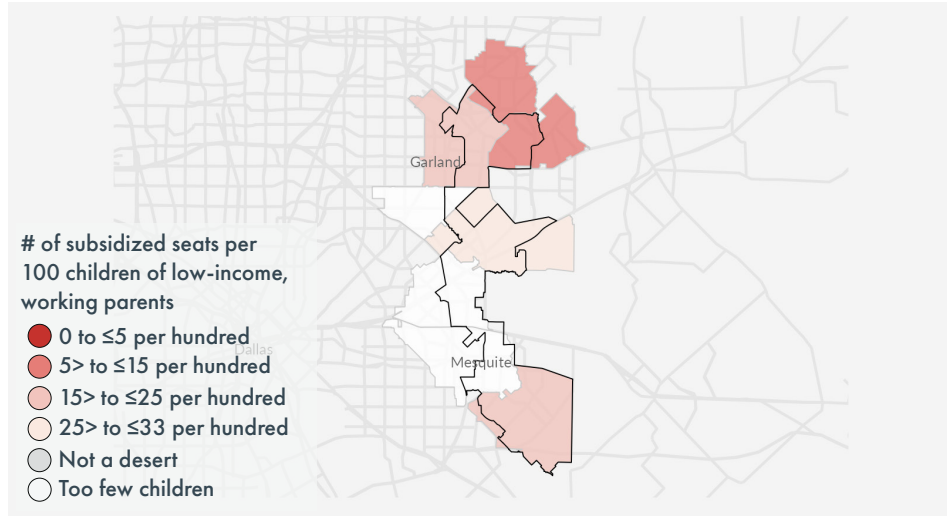 Garland
# of subsidized seats per
100 children of low-income,
working parents
0 to ≤5 per hundred
Dallas
5> to ≤15 per hundred
Mesquite
15> to ≤25 per hundred
25> to ≤33 per hundred
Not a desert
Too few children